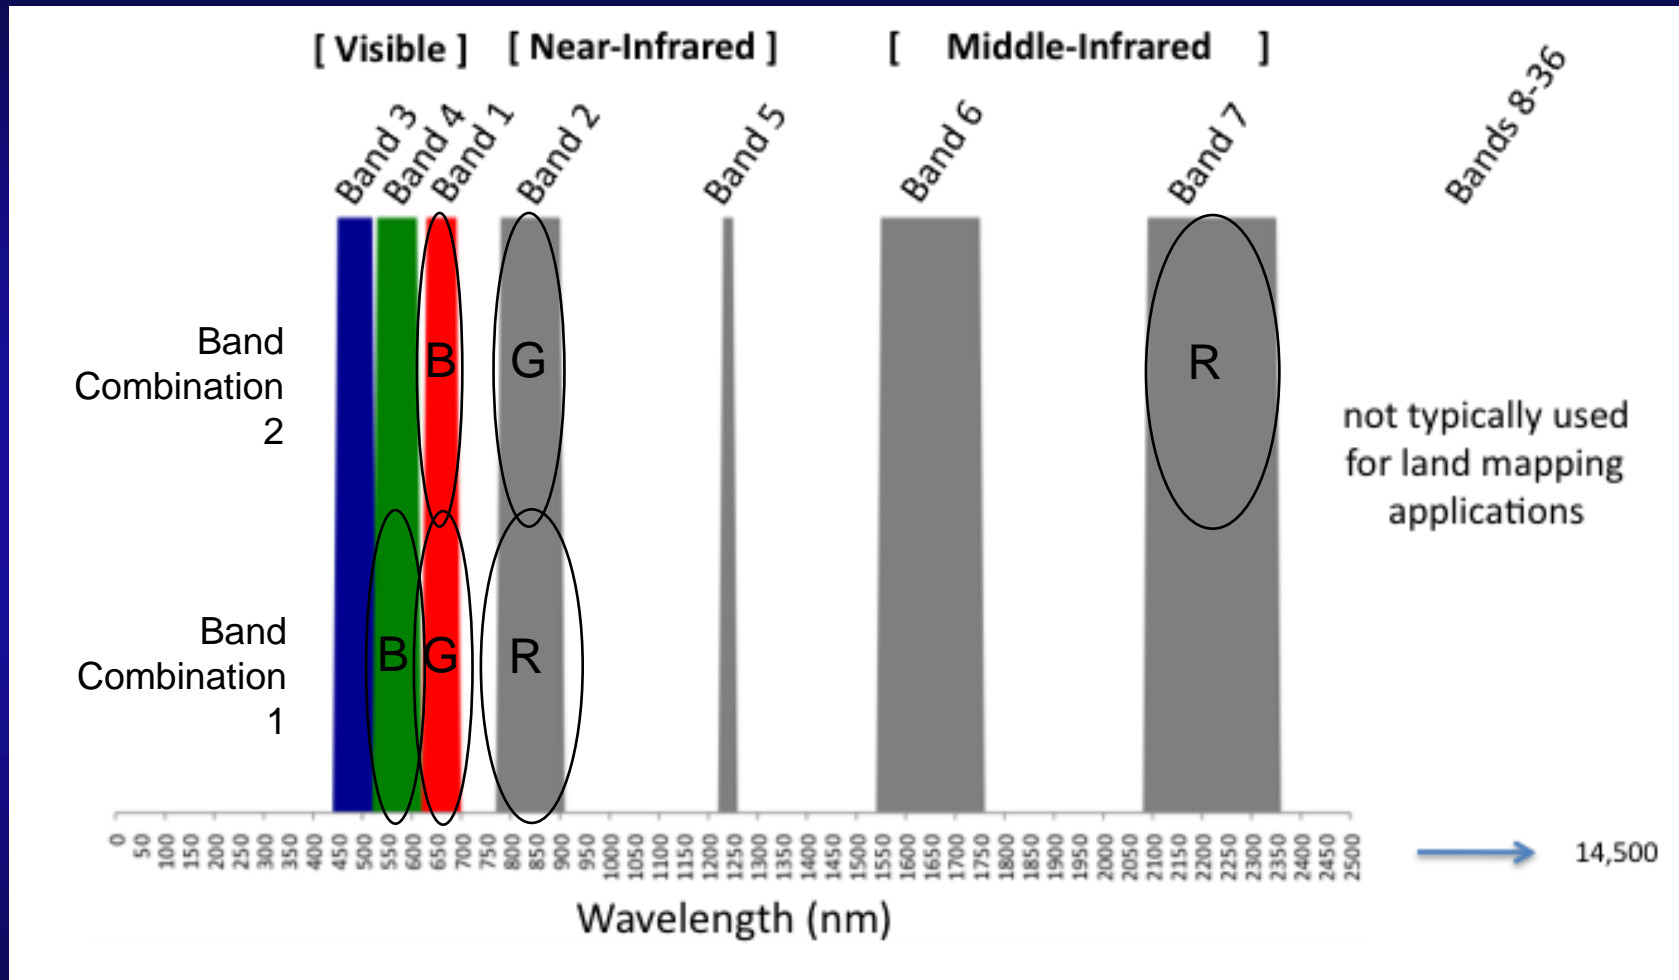 [ Visible ] [ Near-Infrared ] [ Middle-Infrared ]
Band 3
Band 4
Band 1
Band 2
Band 5
Band 6
Band 7
Bands 8-36
Band
Combination
2
B G R
not typically used
for land mapping
applications
Band
Combination
1
B G R
0 50 100 150 200 250 300 350 400 450 500 550 600 650 700 750 800 850 900 950 1000 1050 1100 1150 1250 1300 1350 1400 1450 1500 1550 1600 1650 1700 1750 1800 1850 1900 1950 2000 2050 2100 2150 2200 2250 2300 2350 2400 2450 2500
14,500
Wavelength (nm)